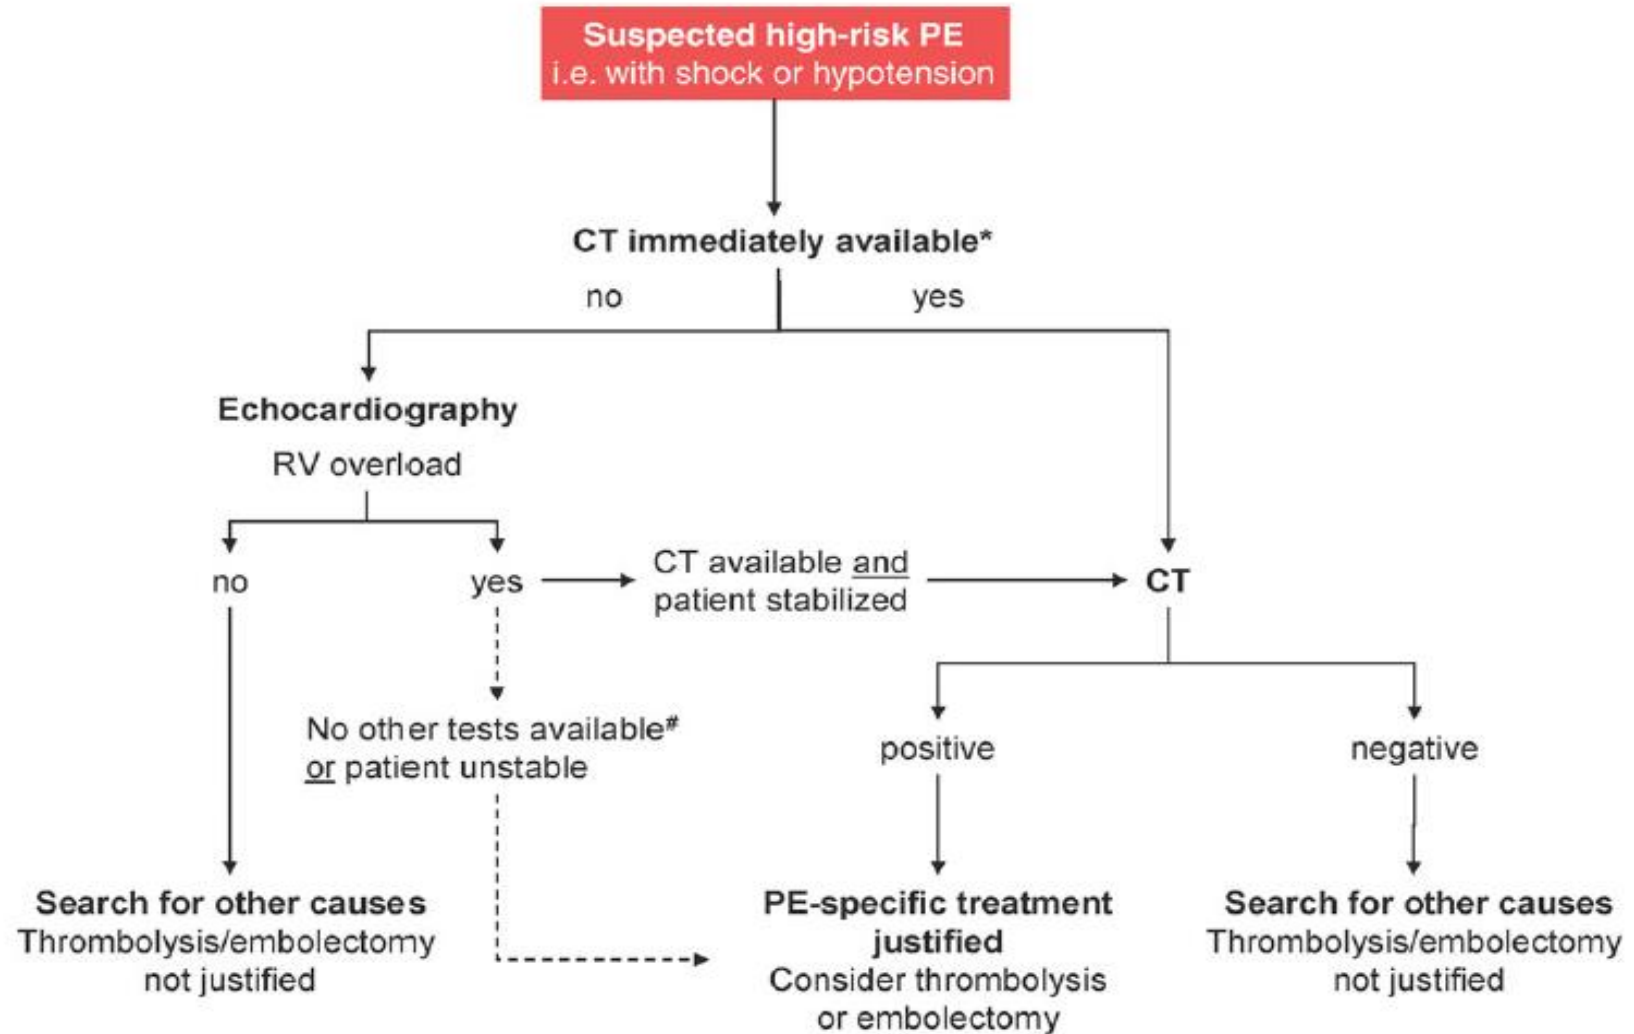 Suspected high-risk PE
i.e. with shock or hypotension
CT immediately available*
no
yes
Echocardiography
RV overload
no
yes
CT available and
patient stabilized
CT
No other tests available#
or patient unstable
positive
negative
Search for other causes
Thrombolysis/embolectomy
not justified
PE-specific treatment
justified
Consider thrombolysis
or embolectomy
Search for other causes
Thrombolysis/embolectomy
not justified